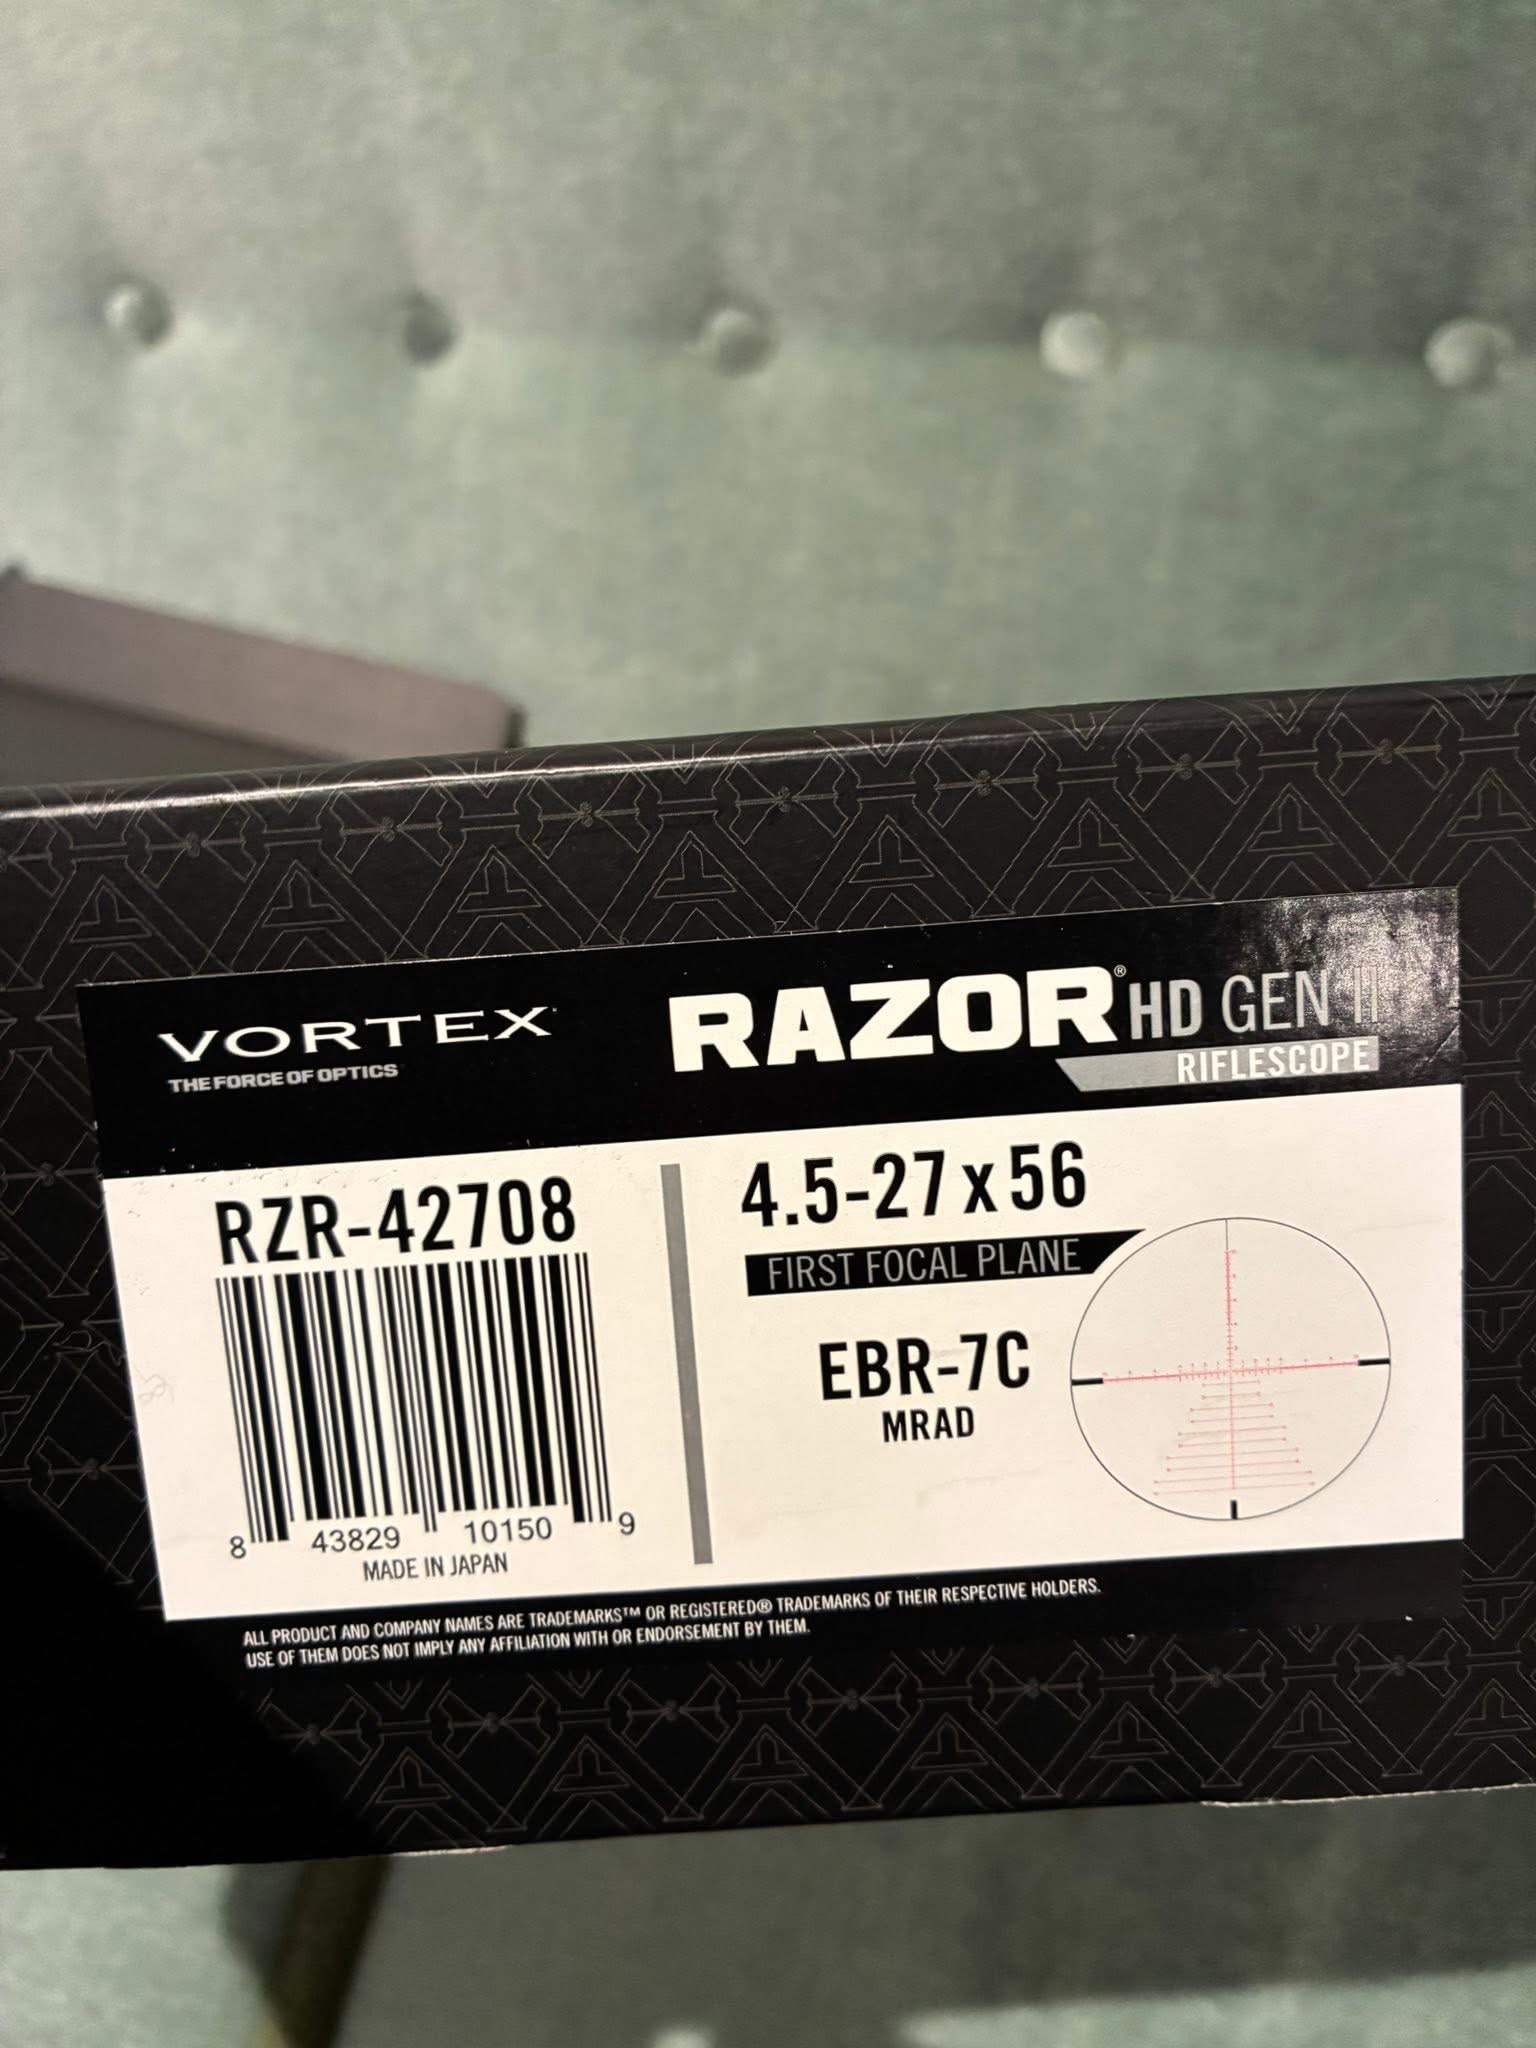 VORTEX
THE FORCE OF OPTICS
RAZOR® HD GEN II
RIFLESCOPE
RZR-42708
8 43829 10150 9
MADE IN JAPAN
4.5-27 x 56
FIRST FOCAL PLANE
EBR-7C
MRAD
ALL PRODUCT AND COMPANY NAMES ARE TRADEMARKS™ OR REGISTERED® TRADEMARKS OF THEIR RESPECTIVE HOLDERS.
USE OF THEM DOES NOT IMPLY ANY AFFILIATION WITH OR ENDORSEMENT BY THEM.